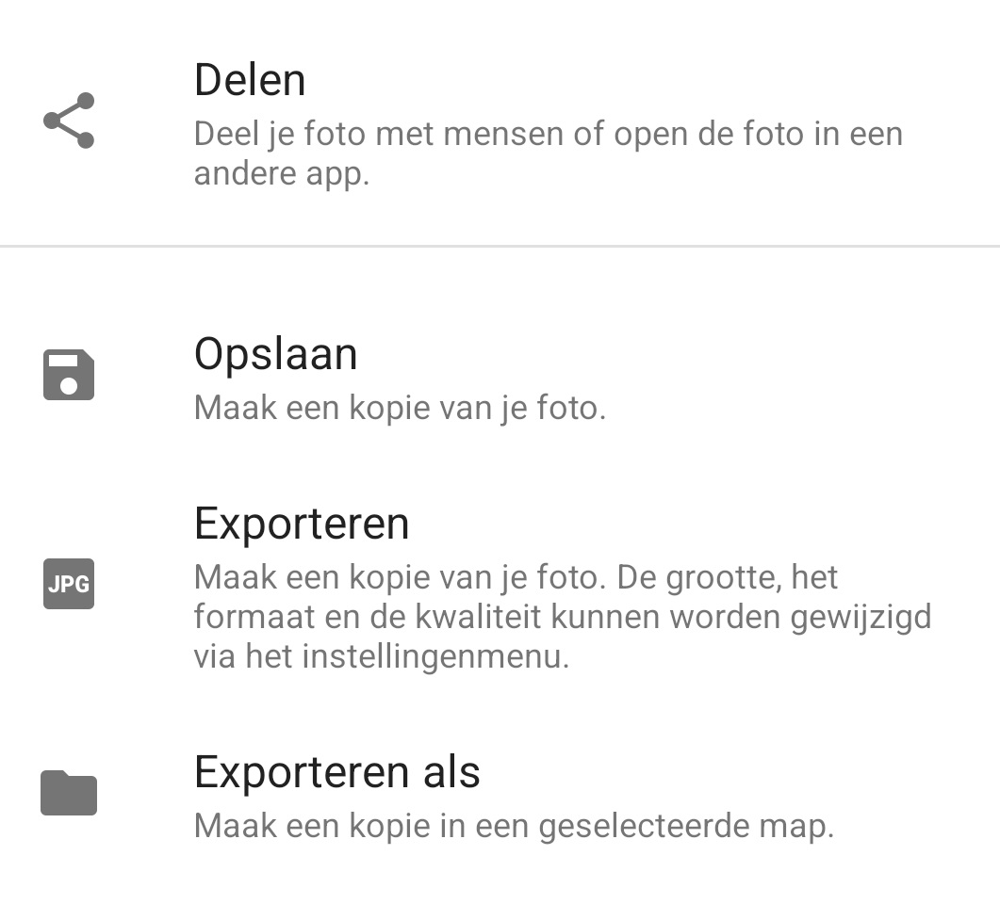 Delen
Deel je foto met mensen of open de foto in een
andere app.
Opslaan
Maak een kopie van je foto.
Exporteren
JPG
Maak een kopie van je foto. De grootte, het
formaat en de kwaliteit kunnen worden gewijzigd
via het instellingenmenu.
Exporteren als
Maak een kopie in een geselecteerde map.